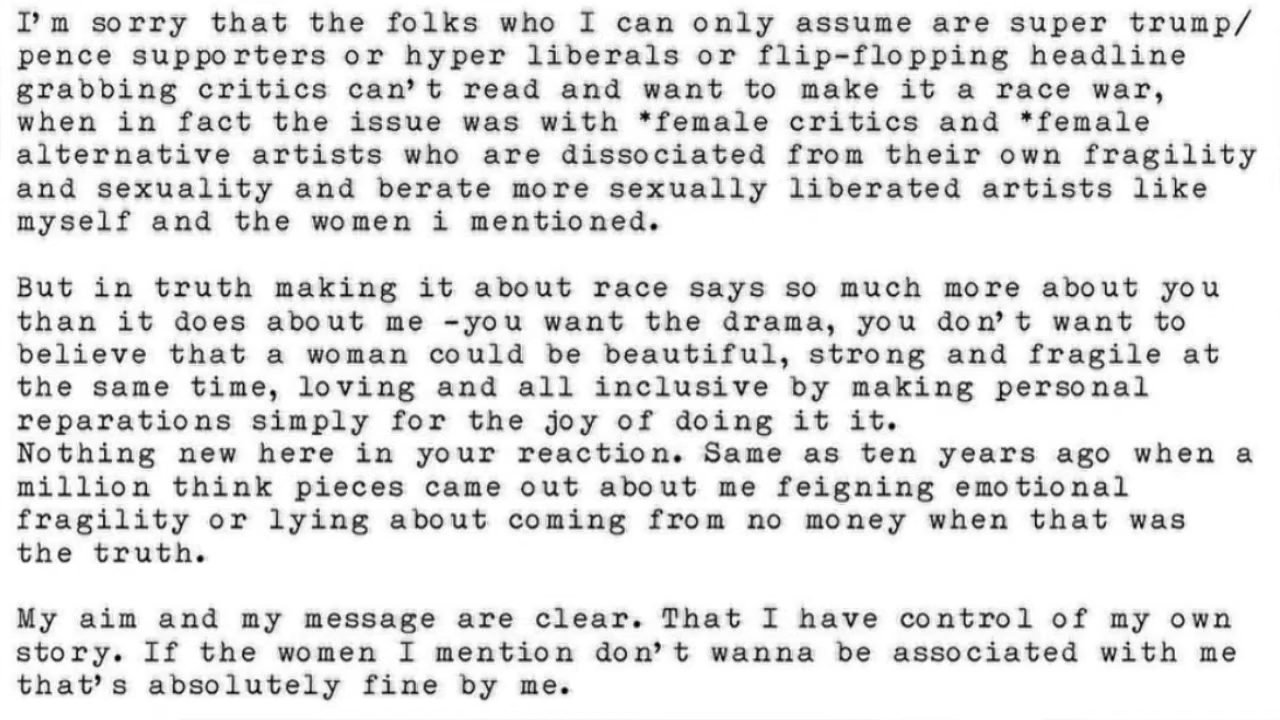 I'm sorry that the folks who I can only assume are super trump/
pence supporters or hyper liberals or flip-flopping headline
grabbing critics can't read and want to make it a race war,
when in fact the issue was with *female critics and *female
alternative artists who are dissociated from their own fragility
and sexuality and berate more sexually liberated artists like
myself and the women i mentioned.
But in truth making it about race says so much more about you
than it does about me -you want the drama, you don't want to
believe that a woman could be beautiful, strong and fragile at
the same time, loving and all inclusive by making personal
reparations simply for the joy of doing it it.
Nothing new here in your reaction. Same as ten years ago when a
million think pieces came out about me feigning emotional
fragility or lying about coming from no money when that was
the truth.
My aim and my message are clear. That I have control of my own
story. If the women I mention don't wanna be associated with me
that's absolutely fine by me.